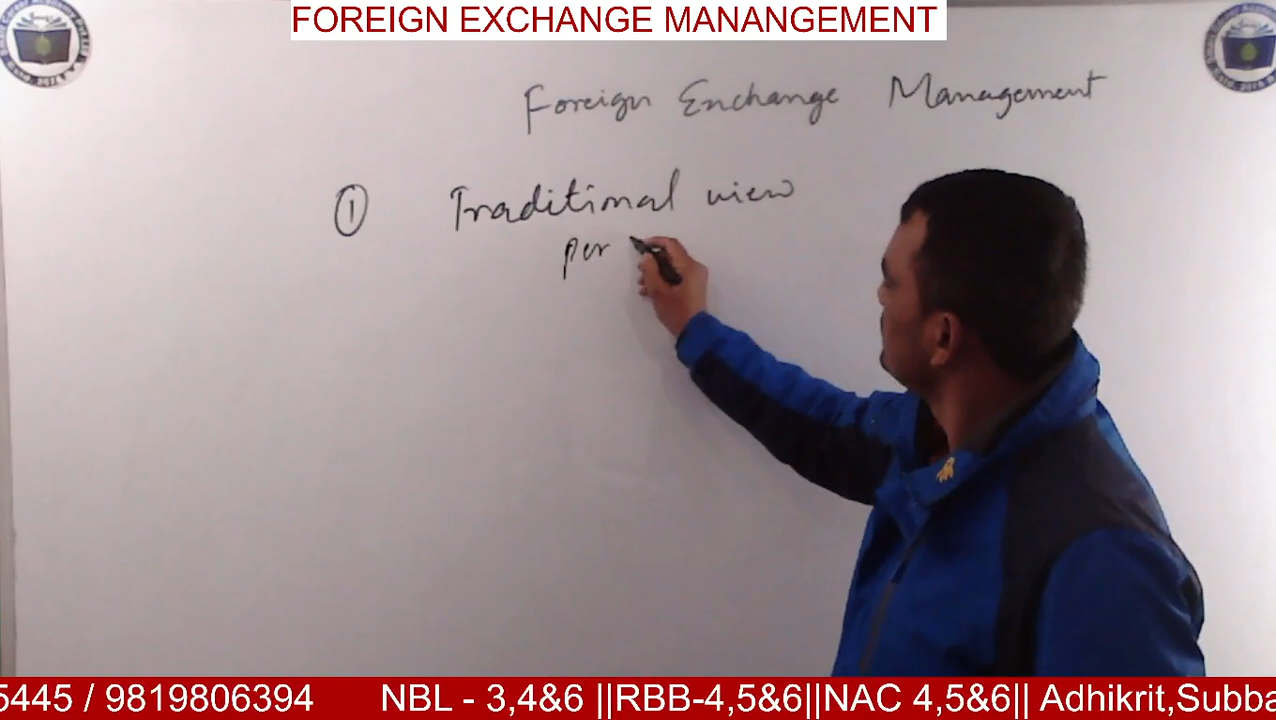 FOREIGN EXCHANGE MANANGEMENT
Foreign Exchange Management
① Traditional view
per
5445 / 9819806394 NBL - 3,4&6 ||RBB-4,5&6||NAC 4,5&6|| Adhikrit,Subba